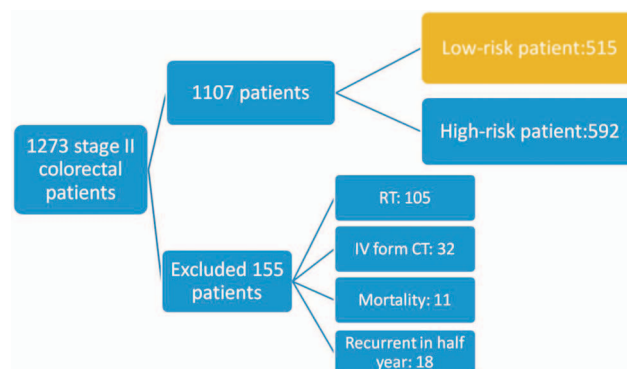 Low-risk patient:515
1107 patients
High-risk patient:592
1273 stage II
colorectal
patients
RT: 105
IV form CT: 32
Excluded 155
patients
Mortality: 11
Recurrent in half
year: 18